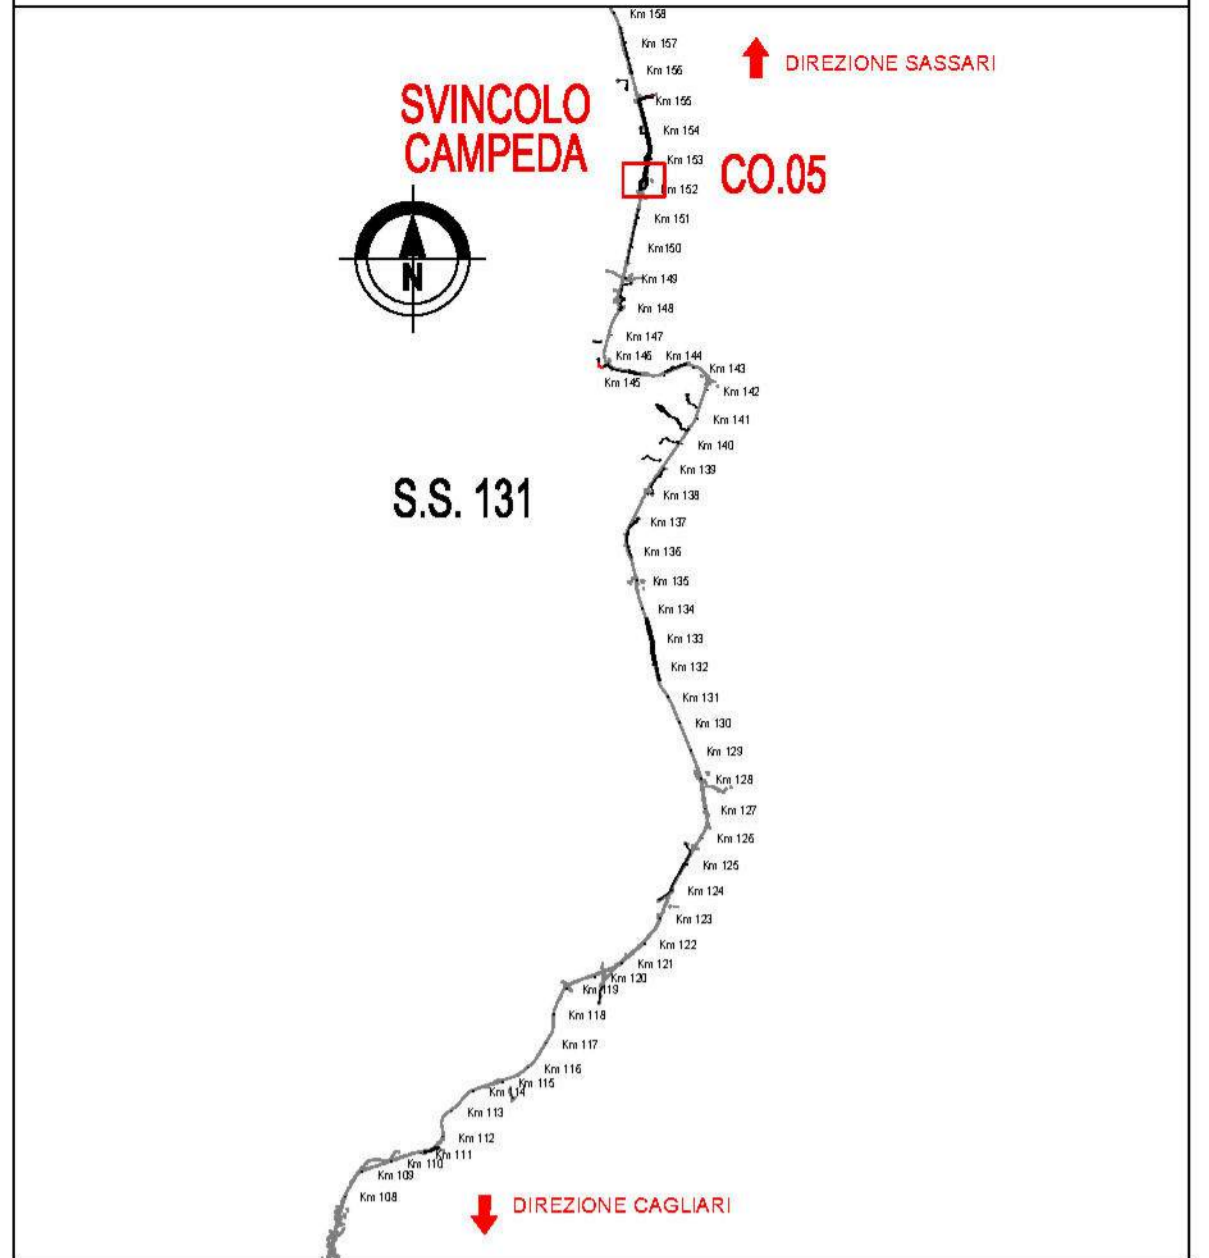 Km 158
Km 157
DIREZIONE SASSARI
Km 156
SVINCOLO
CAMPEDA
Km 155
Km 154
Km 153
CO.05
Km 152
Km 151
Km150
N
Km 149
Km 148
Km 147
Km 146
Km 144
Km 143
Km 145
Km 142
Km 141
Km 140
Km 139
S.S. 131
Km 138
Km 137
Km 136
Km 135
Km 134
Km 133
Km 132
Km 131
Km 130
Km 129
Km 128
Km 127
Km 126
Km 125
Km 124
Km 123
Km 122
Km 121
Km 120
Km 119
Km 118
Km 117
Km 116
Km 115
Km 114
Km 113
Km 112
Km 111
Km 110
Km 109
Km 108
DIREZIONE CAGLIARI